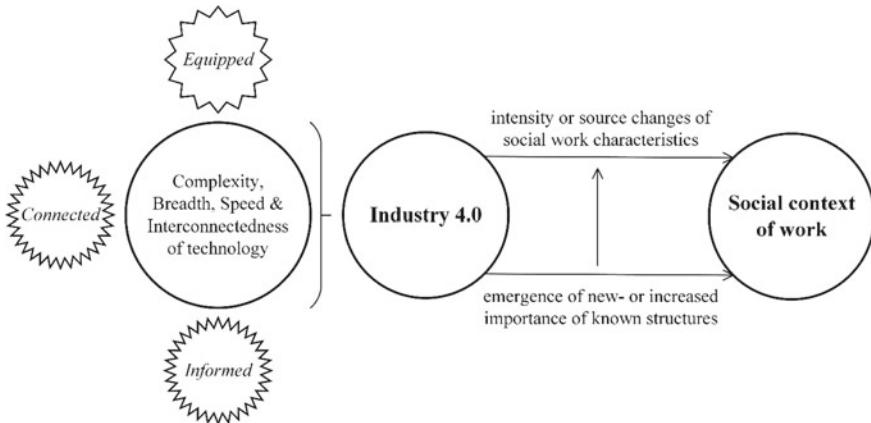 Equipped
Connected
Complexity,
Breadth, Speed &
Interconnectedness
of technology
Informed
Industry 4.0
intensity or source changes of
social work characteristics
emergence of new- or increased
importance of known structures
Social context
of work